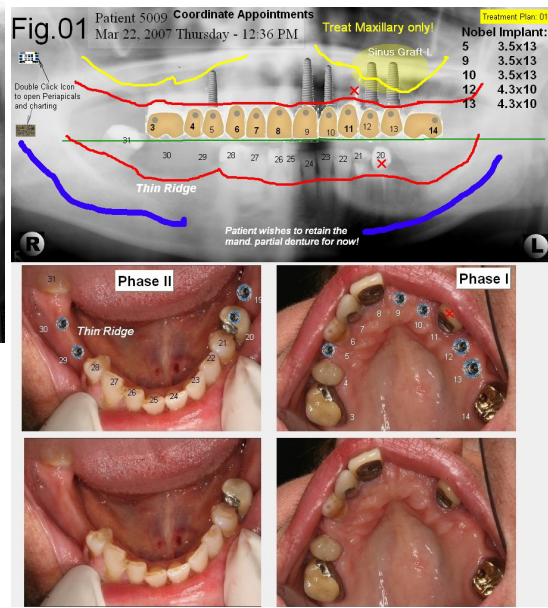 Fig.01
Patient 5009
Mar 22, 2007 Thursday - 12:36 PM
Coordinate Appointments
Treat Maxillary only!
Sinus Graft-L
Treatment Plan: 01
Nobel Implant:
5 3.5x13
9 3.5x13
10 3.5x13
12 4.3x10
13 4.3x10
Double Click Icon
to open Periapicals
and charting
3 4 5 6 7 8 9 10 11 12 13 14
31 30 29 28 27 26 25 24 23 22 21 20
Thin Ridge
Patient wishes to retain the
mand. partial denture for now!
R
L
Phase II
31 30 29 28 27 26 25 24 23 22 21 20 19
Thin Ridge
Phase I
3 4 5 6 7 8 9 10 11 12 13 14